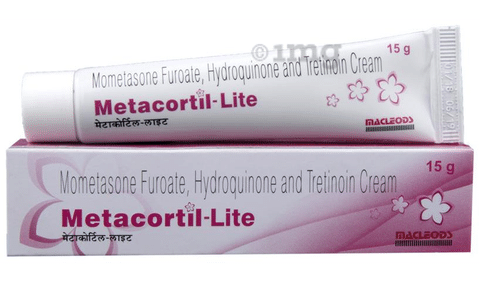 1mg
15 g
Mometasone Furoate, Hydroquinone and Tretinoin Cream
Metacortil-Lite
मेटाकोर्टिल-लाइट
MACLEODS
15 g
Mometasone Furoate, Hydroquinone and Tretinoin Cream
Metacortil-Lite
मेटाकोर्टिल-लाइट
MACLEODS